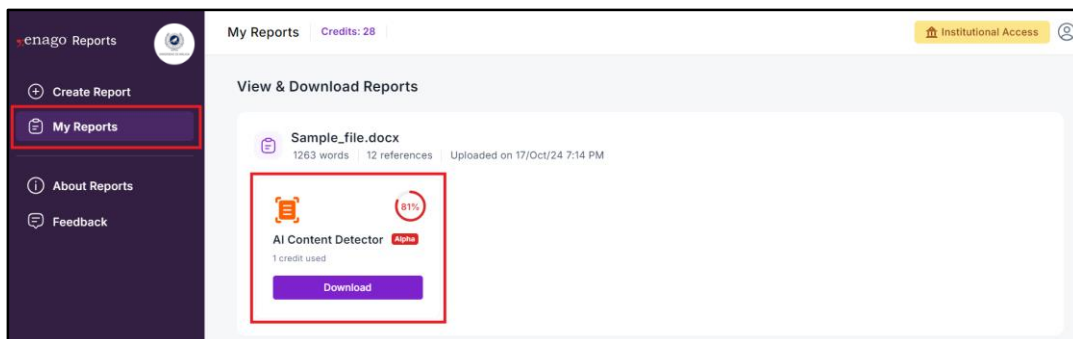 enago Reports
Create Report
My Reports
About Reports
Feedback
My Reports Credits: 28
Institutional Access
View & Download Reports
Sample_file.docx
1263 words 12 references Uploaded on 17/Oct/24 7:14 PM
81%
AI Content Detector Alpha
1 credit used
Download